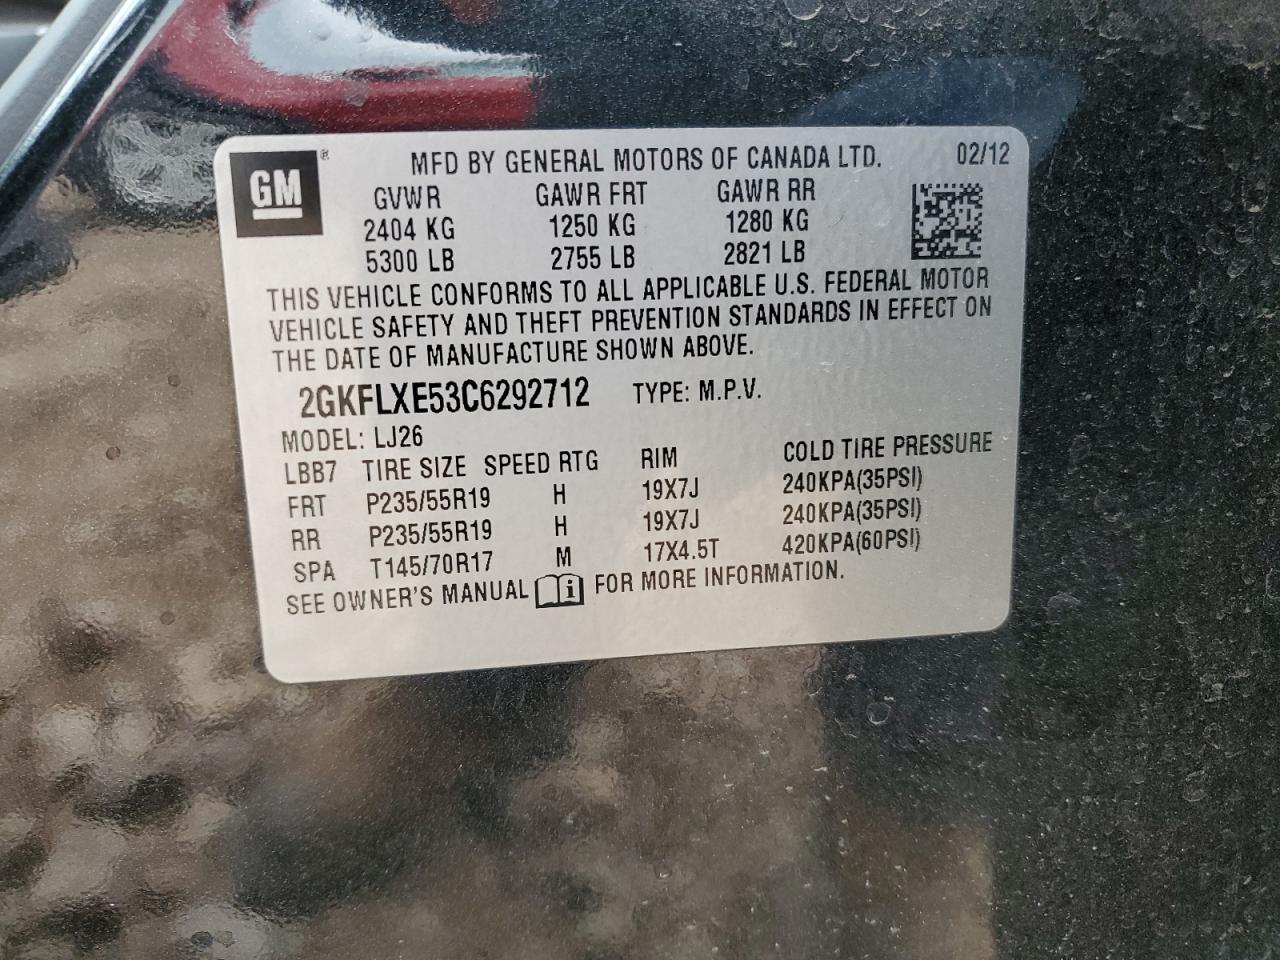 GM® MFD BY GENERAL MOTORS OF CANADA LTD. 02/12
GVWR GAWR FRT GAWR RR
2404 KG 1250 KG 1280 KG
5300 LB 2755 LB 2821 LB
THIS VEHICLE CONFORMS TO ALL APPLICABLE U.S. FEDERAL MOTOR
VEHICLE SAFETY AND THEFT PREVENTION STANDARDS IN EFFECT ON
THE DATE OF MANUFACTURE SHOWN ABOVE.
2GKFLXE53C6292712 TYPE: M.P.V.
MODEL: LJ26
LBB7 TIRE SIZE SPEED RTG RIM COLD TIRE PRESSURE
FRT P235/55R19 H 19X7J 240KPA(35PSI)
RR P235/55R19 H 19X7J 240KPA(35PSI)
SPA T145/70R17 M 17X4.5T 420KPA(60PSI)
SEE OWNER'S MANUAL i FOR MORE INFORMATION.